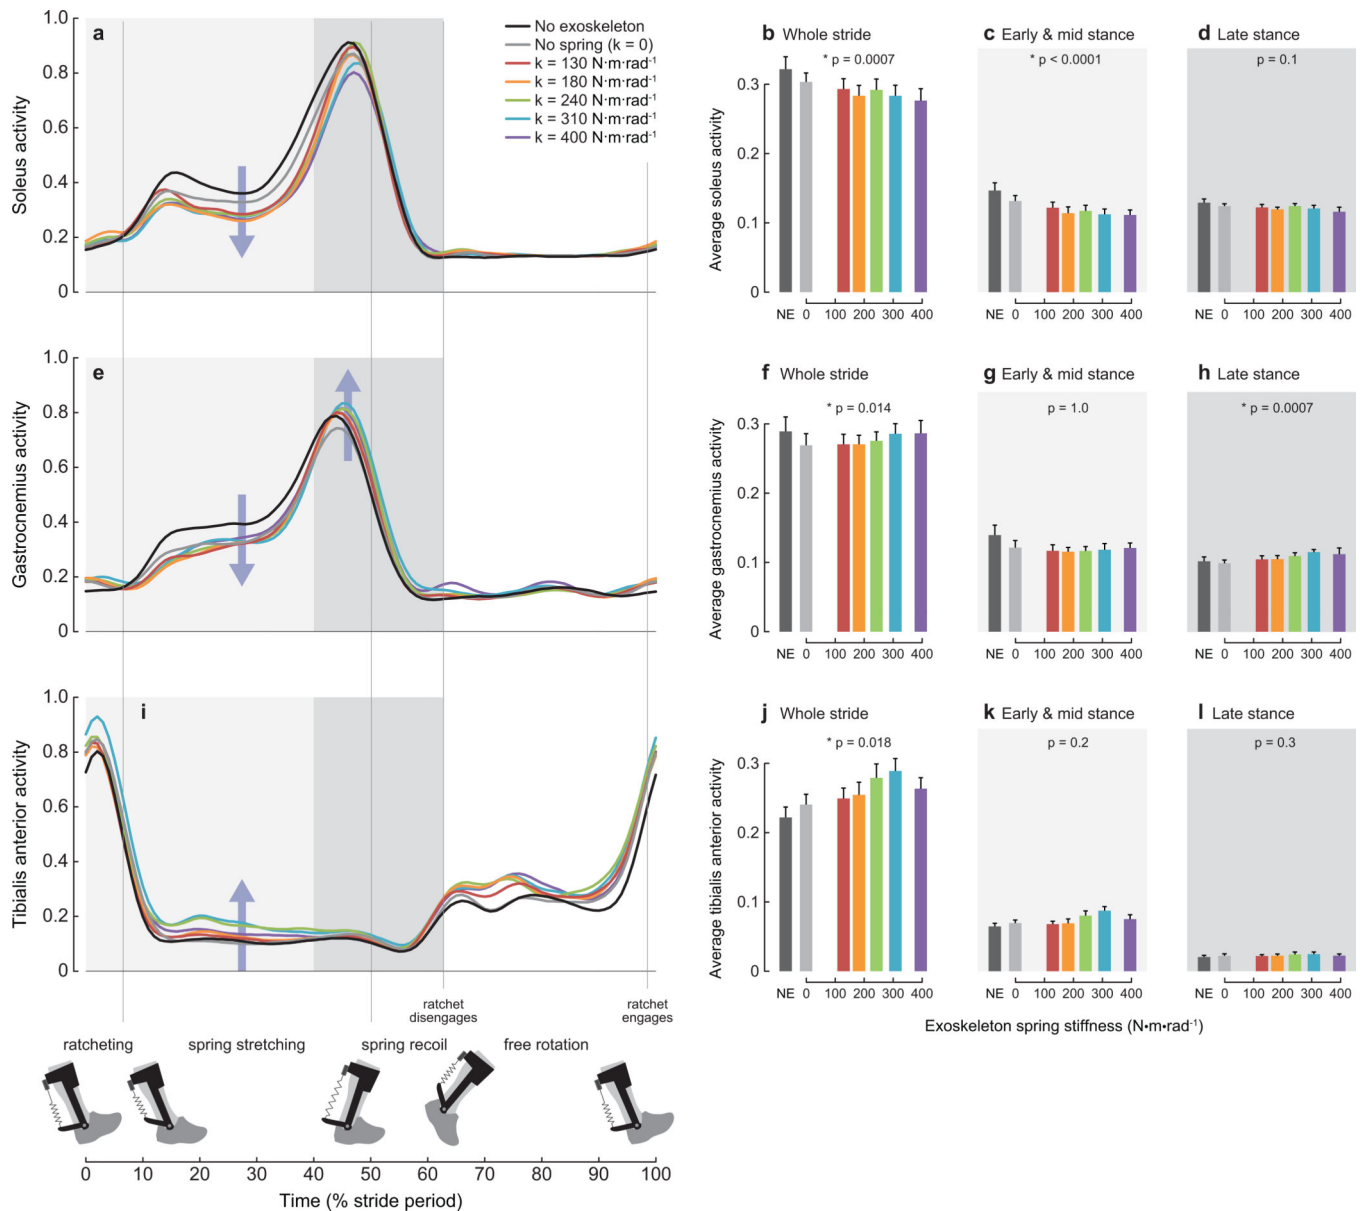 a
Soleus activity
1.0
0.8
0.6
0.4
0.2
0
No exoskeleton
No spring (k = 0)
k = 130 N·m·rad⁻¹
k = 180 N·m·rad⁻¹
k = 240 N·m·rad⁻¹
k = 310 N·m·rad⁻¹
k = 400 N·m·rad⁻¹
b Whole stride
* p = 0.0007
Average soleus activity
0.3
0.3
0.1
0
NE 0 100 200 300 400
c Early & mid stance
* p < 0.0001
NE 0 100 200 300 400
d Late stance
p = 0.1
NE 0 100 200 300 400
e
Gastrocnemius activity
1.0
0.8
0.6
0.4
0.2
0
f Whole stride
* p = 0.014
Average gastrocnemius activity
0.3
0.3
0.1
0
NE 0 100 200 300 400
g Early & mid stance
p = 1.0
NE 0 100 200 300 400
h Late stance
* p = 0.0007
NE 0 100 200 300 400
i
Tibialis anterior activity
1.0
0.8
0.6
0.4
0.2
0
j Whole stride
* p = 0.018
Average tibialis anterior activity
0.3
0.2
0.1
0
NE 0 100 200 300 400
k Early & mid stance
p = 0.2
NE 0 100 200 300 400
l Late stance
p = 0.3
NE 0 100 200 300 400
Exoskeleton spring stiffness (N•m•rad⁻¹)
ratchet
disengages
ratchet
engages
ratcheting
spring stretching
spring recoil
free rotation
0 10 20 30 40 50 60 70 80 90 100
Time (% stride period)